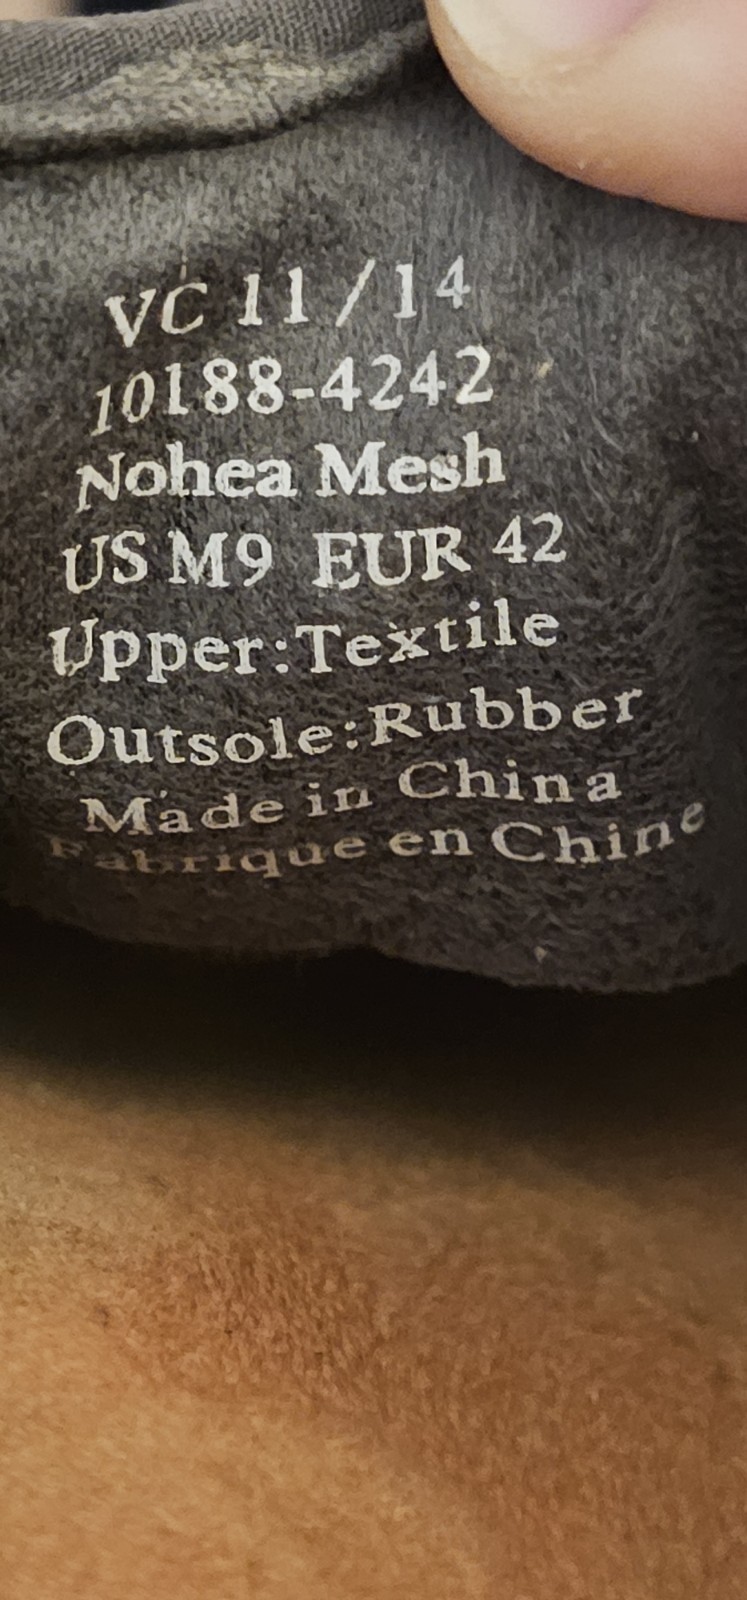 VC 11/14
10188-4242
Nohea Mesh
US M9 EUR 42
Upper:Textile
Outsole:Rubber
Made in China
Fabrique en Chine